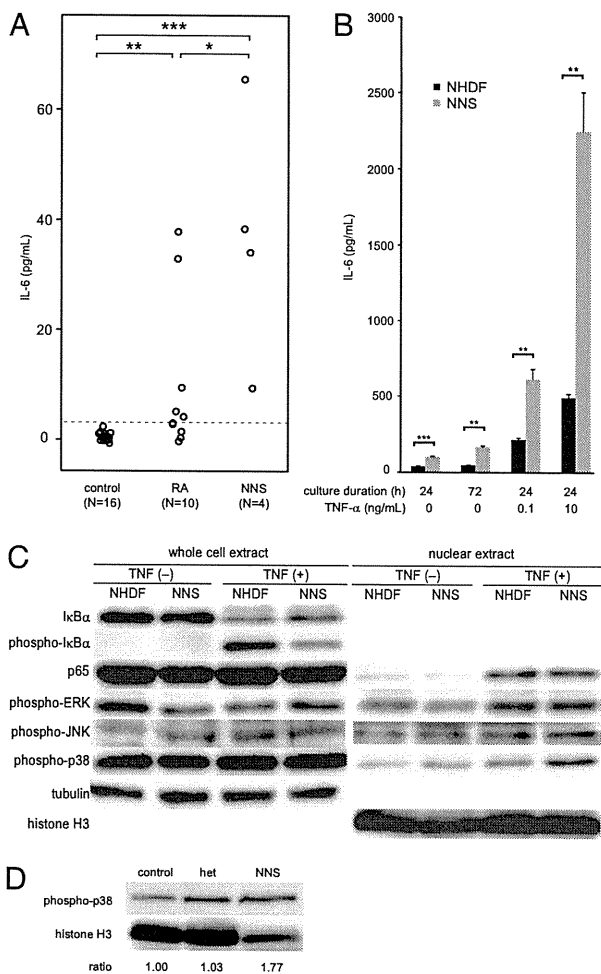 A
***
** *
60
40
20
0
IL-6 (pg/mL)
control RA NNS
(N=16) (N=10) (N=4)
B
3000
2500
2000
1500
1000
500
0
IL-6 (pg/mL)
NHDF
NNS
***
**
**
**
culture duration (h) 24 72 24 24
TNF-α (ng/mL) 0 0 0.1 10
C
whole cell extract nuclear extract
TNF (–) TNF (+) TNF (–) TNF (+)
NHDF NNS NHDF NNS NHDF NNS NHDF NNS
IκBα
phospho-IκBα
p65
phospho-ERK
phospho-JNK
phospho-p38
tubulin
histone H3
D
control het NNS
phospho-p38
histone H3
ratio 1.00 1.03 1.77